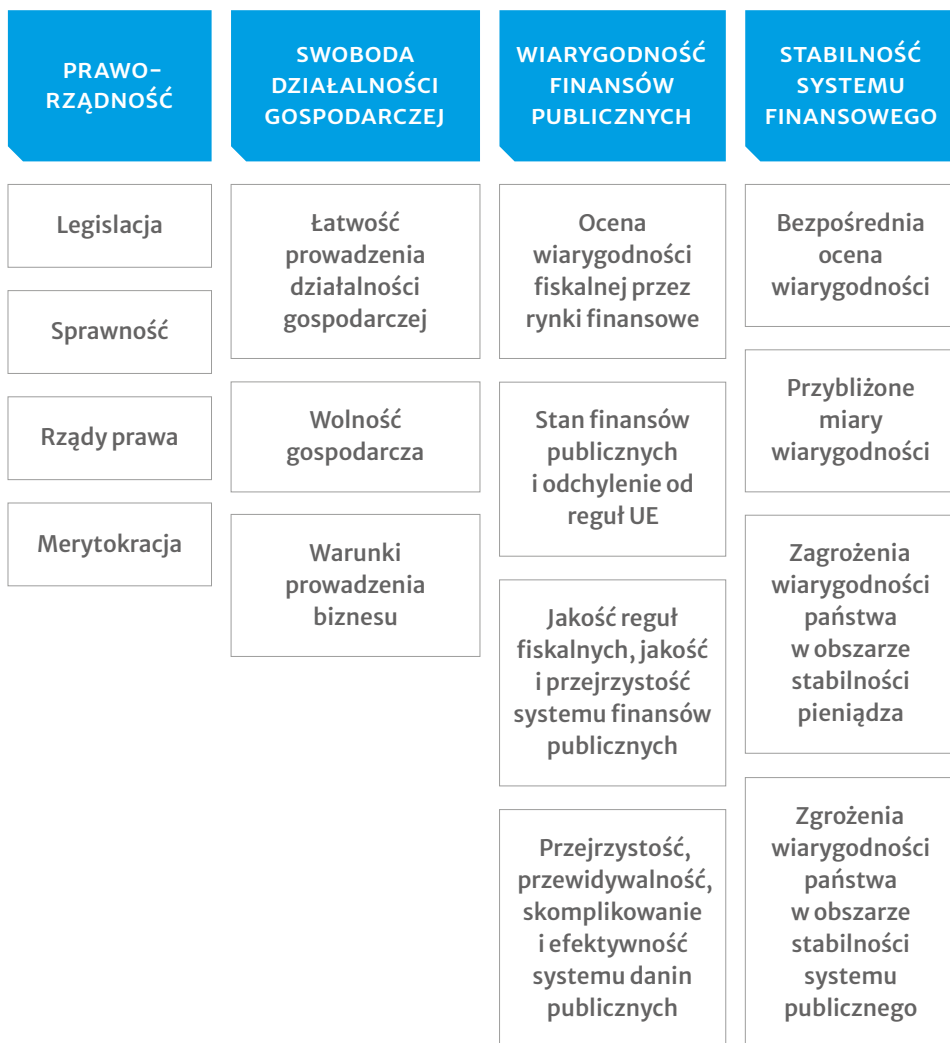 PRAWO-
RZĄDNOŚĆ
Legislacja
Sprawność
Rządy prawa
Merytokracja
SWOBODA
DZIAŁALNOŚCI
GOSPODARCZEJ
Łatwość
prowadzenia
działalności
gospodarczej
Wolność
gospodarcza
Warunki
prowadzenia
biznesu
WIARYGODNOŚĆ
FINANSÓW
PUBLICZNYCH
Ocena
wiarygodności
fiskalnej przez
rynki finansowe
Stan finansów
publicznych
i odchylenie od
reguł UE
Jakość reguł
fiskalnych, jakość
i przejrzystość
systemu finansów
publicznych
Przejrzystość,
przewidywalność,
skomplikowanie
i efektywność
systemu danin
publicznych
STABILNOŚĆ
SYSTEMU
FINANSOWEGO
Bezpośrednia
ocena
wiarygodności
Przybliżone
miary
wiarygodności
Zagrożenia
wiarygodności
państwa
w obszarze
stabilności
pieniądza
Zgrożenia
wiarygodności
państwa
w obszarze
stabilności
systemu
publicznego